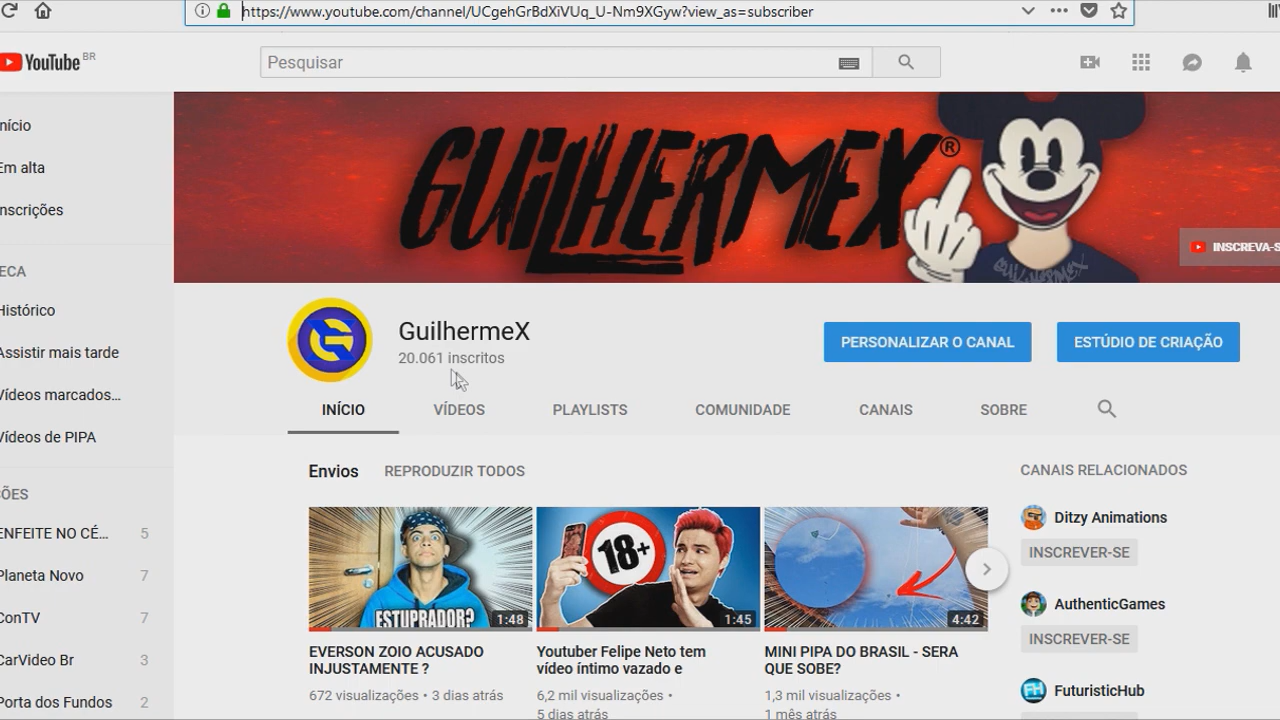 https://www.youtube.com/channel/UCgehGrBdXiVUq_U-Nm9XGyw?view_as=subscriber
YouTube BR
Pesquisar
nício
Em alta
nscrições
ECA
Histórico
Assistir mais tarde
Vídeos marcados...
Vídeos de PIPA
ÕES
ENFEITE NO CÉ... 5
Planeta Novo 7
ConTV 7
CarVideo Br 3
Porta dos Fundos 2
GUILHERMEX®
GUILHERMEX
INSCREVA-S
GuilhermeX
20.061 inscritos
PERSONALIZAR O CANAL
ESTÚDIO DE CRIAÇÃO
INÍCIO VÍDEOS PLAYLISTS COMUNIDADE CANAIS SOBRE
Envios REPRODUZIR TODOS
ESTUPRADOR?
1:48
EVERSON ZOIO ACUSADO
INJUSTAMENTE ?
672 visualizações • 3 dias atrás
18+
1:45
Youtuber Felipe Neto tem
vídeo íntimo vazado e
6,2 mil visualizações •
5 dias atrás
4:42
MINI PIPA DO BRASIL - SERA
QUE SOBE?
1,3 mil visualizações •
1 mês atrás
CANAIS RELACIONADOS
Ditzy Animations
INSCREVER-SE
AuthenticGames
INSCREVER-SE
FH
FuturisticHub